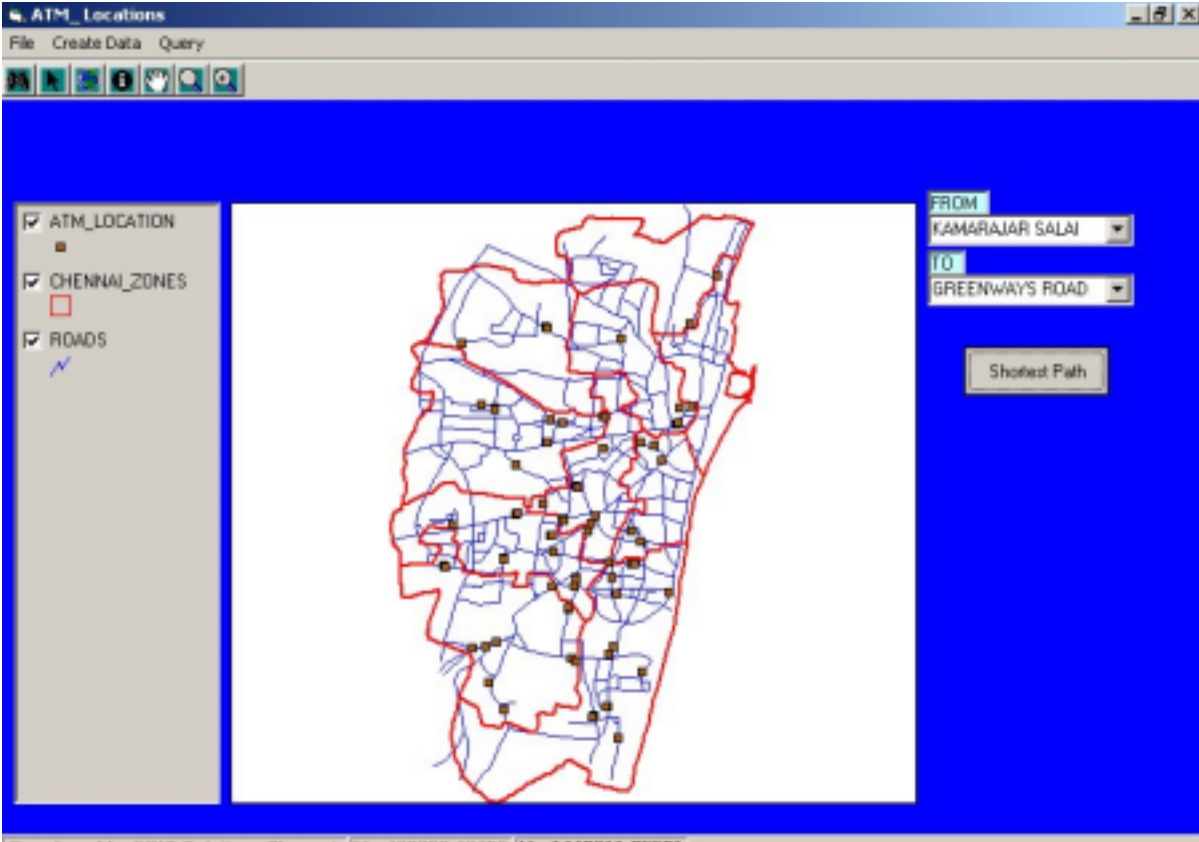 ATM_ Locations
File Create Data Query
ATM_LOCATION
CHENNAI_ZONES
ROADS
FROM
KAMARAJAR SALAI
TO
GREENWAYS ROAD
Shortest Path